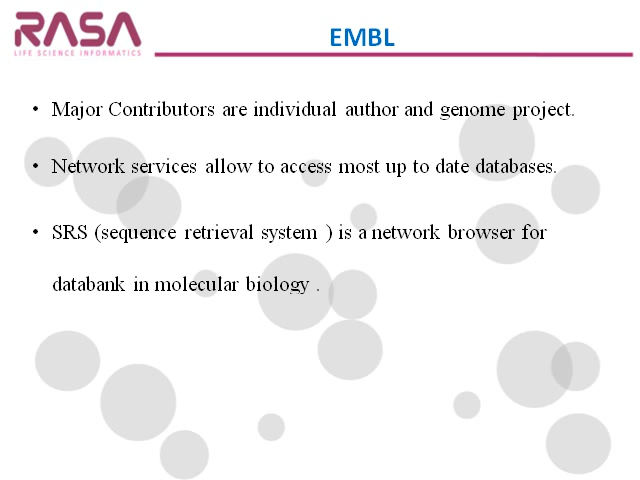 RASA
LIFE SCIENCE INFORMATICS
EMBL
• Major Contributors are individual author and genome project.
• Network services allow to access most up to date databases.
• SRS (sequence retrieval system ) is a network browser for
databank in molecular biology .